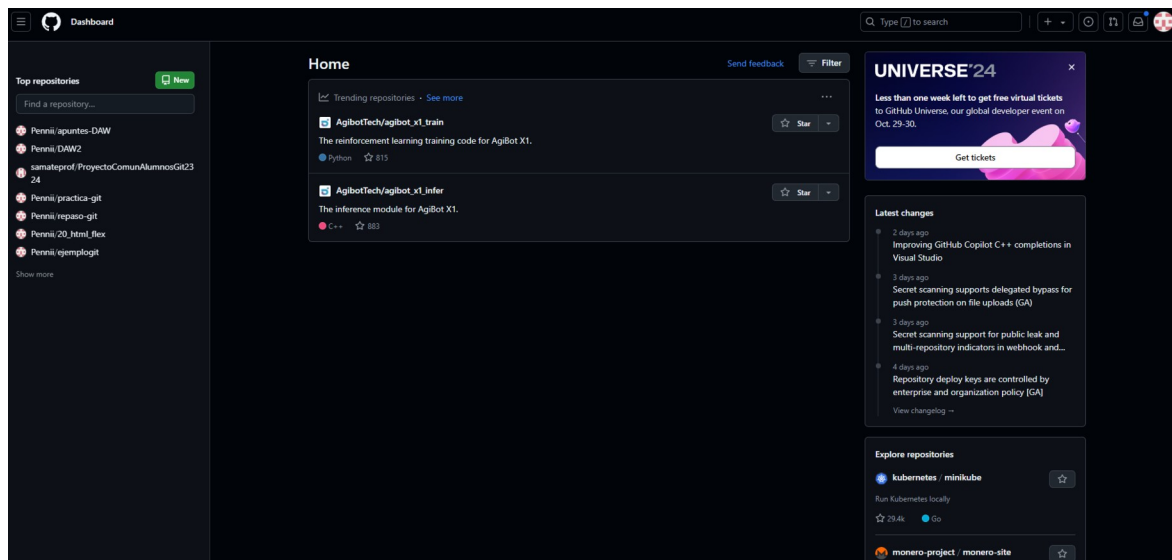 Dashboard
Type / to search
Top repositories
New
Find a repository...
Pennii/apuntes-DAW
Pennii/DAW2
samateprof/ProyectoComunAlumnosGit23
24
Pennii/practica-git
Pennii/repaso-git
Pennii/20_html_flex
Pennii/ejemplogit
Show more
Home
Send feedback
Filter
Trending repositories · See more
AgibotTech/agibot_x1_train
Star
The reinforcement learning training code for AgiBot X1.
Python 815
AgibotTech/agibot_x1_infer
Star
The inference module for AgiBot X1.
C++ 883
UNIVERSE'24
Less than one week left to get free virtual tickets
to GitHub Universe, our global developer event on
Oct. 29-30.
Get tickets
Latest changes
2 days ago
Improving GitHub Copilot C++ completions in
Visual Studio
3 days ago
Secret scanning supports delegated bypass for
push protection on file uploads (GA)
3 days ago
Secret scanning support for public leak and
multi-repository indicators in webhook and...
4 days ago
Repository deploy keys are controlled by
enterprise and organization policy [GA]
View changelog →
Explore repositories
kubernetes / minikube
Run Kubernetes locally
29.4k Go
monero-project / monero-site